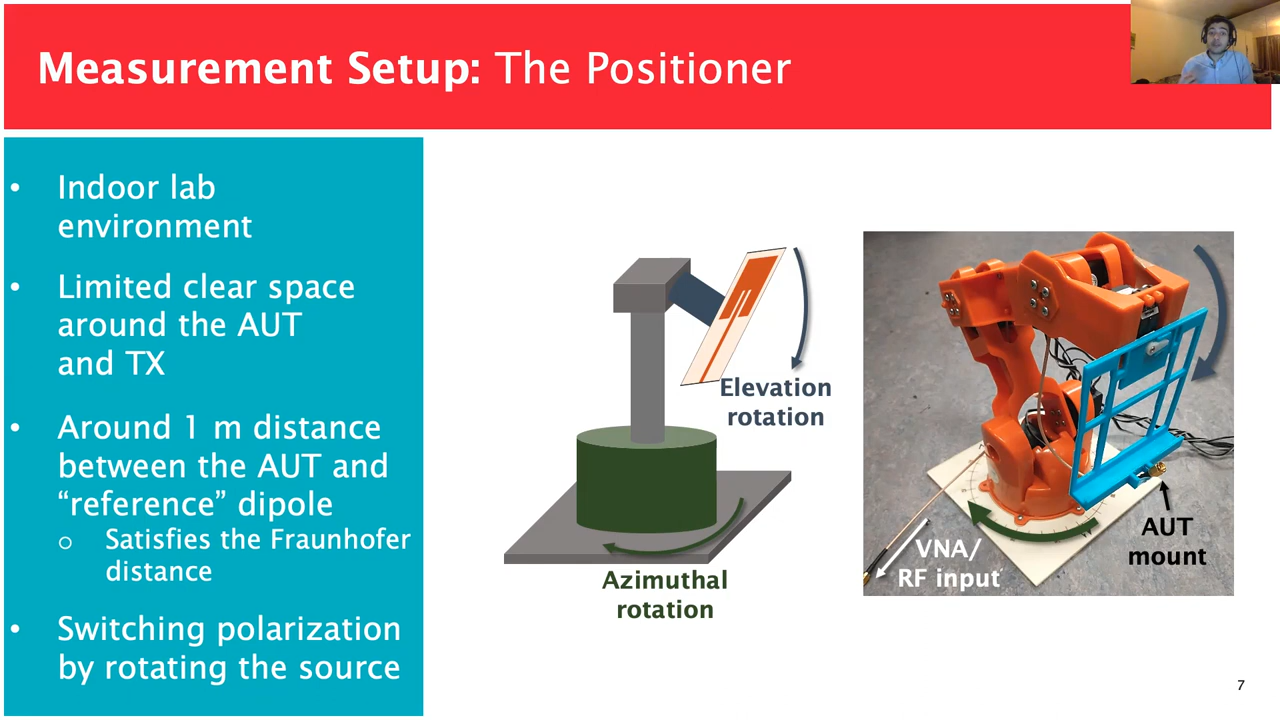 Measurement Setup: The Positioner
• Indoor lab
environment
• Limited clear space
around the AUT
and TX
• Around 1 m distance
between the AUT and
“reference” dipole
o Satisfies the Fraunhofer
distance
• Switching polarization
by rotating the source
Elevation
rotation
Azimuthal
rotation
VNA/
RF input
AUT
mount
7